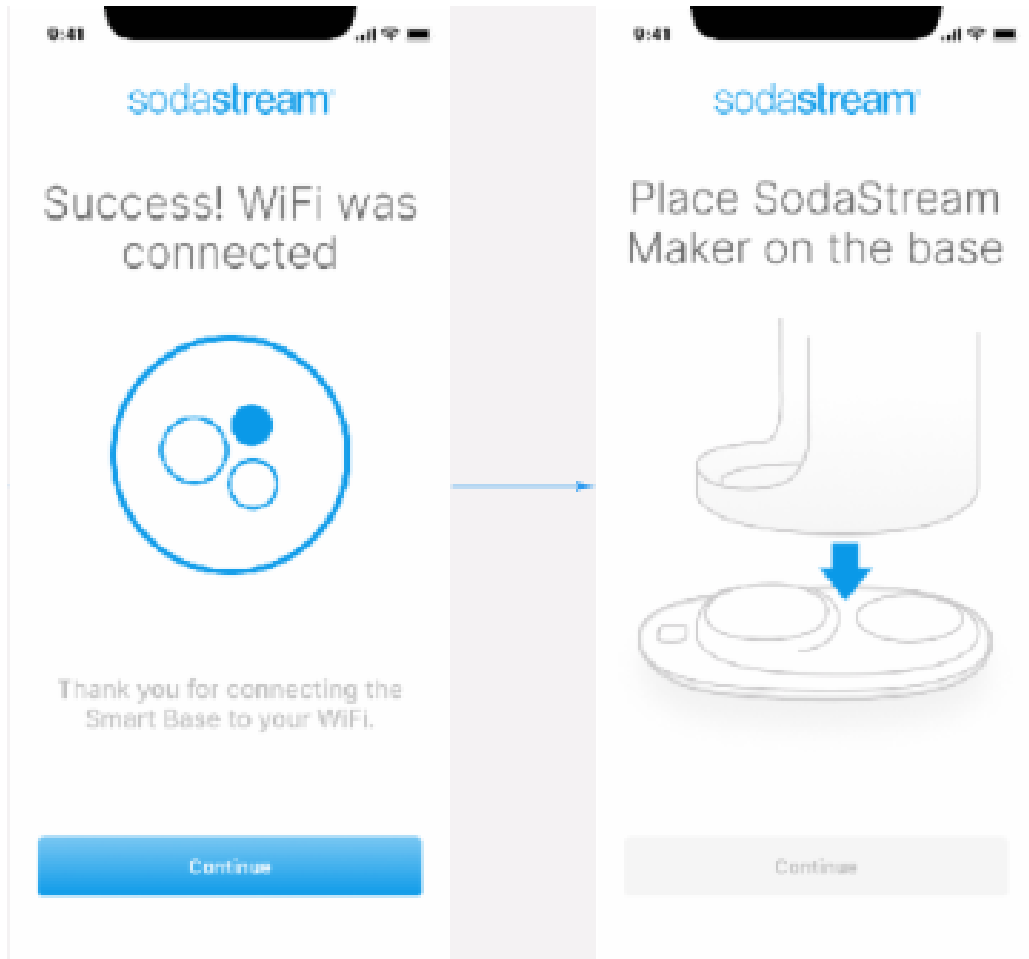 9:41
sodastream
Success! WiFi was
connected
Thank you for connecting the
Smart Base to your WiFi.
Continue
9:41
sodastream
Place SodaStream
Maker on the base
Continue